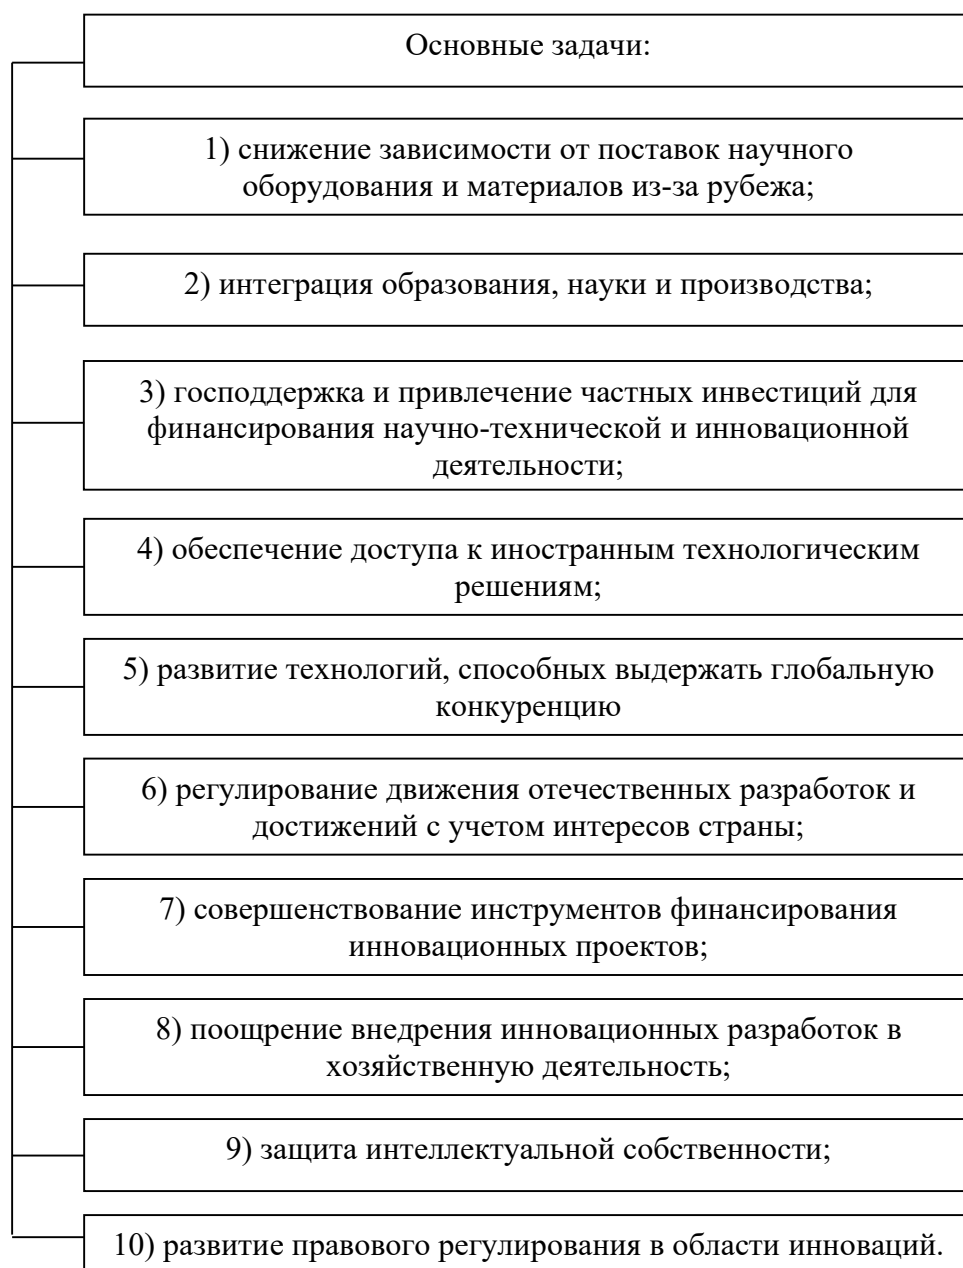 Основные задачи:
1) снижение зависимости от поставок научного
оборудования и материалов из-за рубежа;
2) интеграция образования, науки и производства;
3) господдержка и привлечение частных инвестиций для
финансирования научно-технической и инновационной
деятельности;
4) обеспечение доступа к иностранным технологическим
решениям;
5) развитие технологий, способных выдержать глобальную
конкуренцию
6) регулирование движения отечественных разработок и
достижений с учетом интересов страны;
7) совершенствование инструментов финансирования
инновационных проектов;
8) поощрение внедрения инновационных разработок в
хозяйственную деятельность;
9) защита интеллектуальной собственности;
10) развитие правового регулирования в области инноваций.